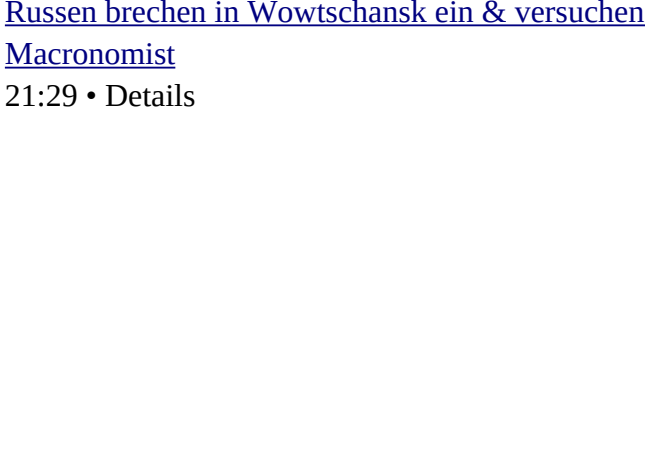 Russen brechen in Wowtschansk ein & versuchen
Macronomist
21:29 • Details